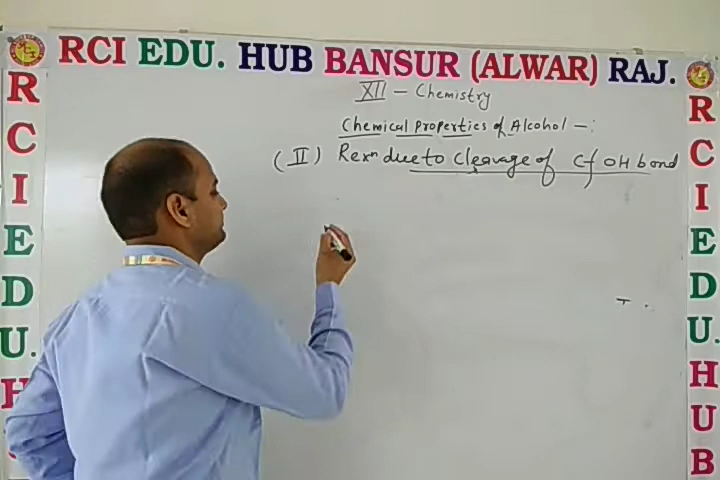 RCI EDU. HUB BANSUR (ALWAR) RAJ.
XII - Chemistry
Chemical Properties of Alcohol -:
(II) Rexn due to Cleavage of C-OH bond
R
C
I
E
D
U.
H
R
C
I
E
D
U.
H
U
B